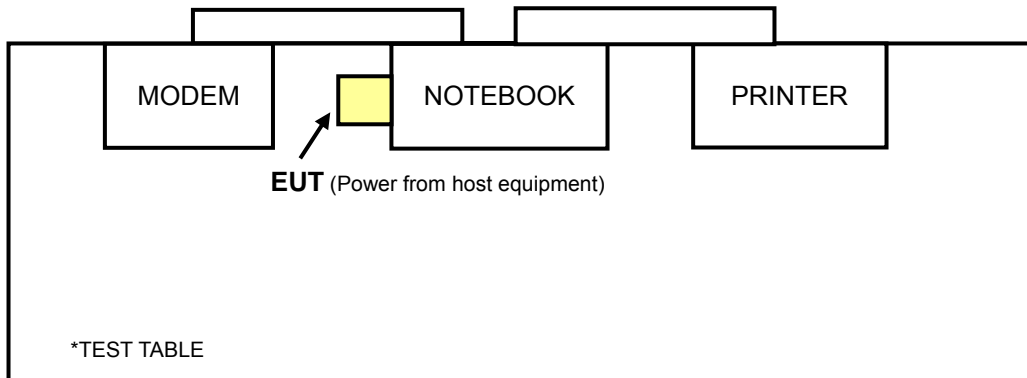 MODEM
NOTEBOOK
PRINTER
EUT (Power from host equipment)
*TEST TABLE